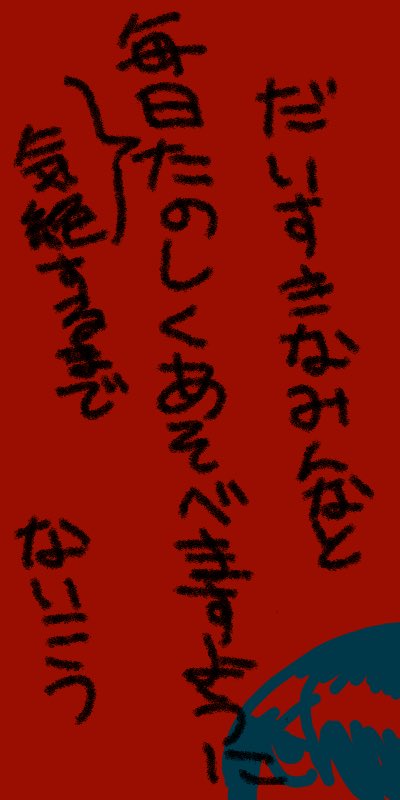 だいすきなみんなと
毎日たのしくあそべますように
気絶するまで
ないこう